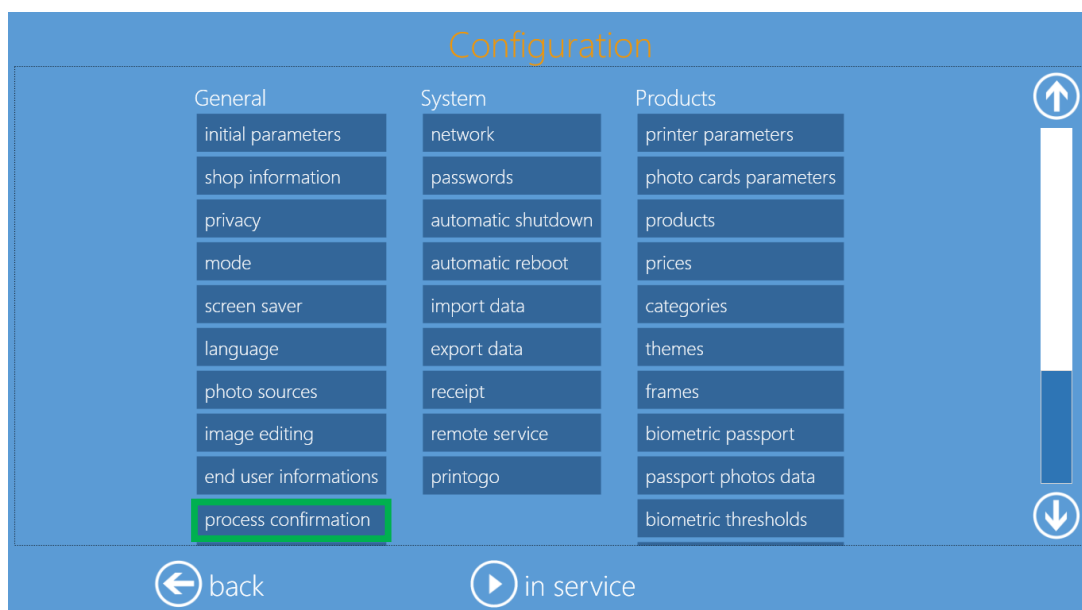 Configuration
General
initial parameters
shop information
privacy
mode
screen saver
language
photo sources
image editing
end user informations
process confirmation
System
network
passwords
automatic shutdown
automatic reboot
import data
export data
receipt
remote service
printogo
Products
printer parameters
photo cards parameters
products
prices
categories
themes
frames
biometric passport
passport photos data
biometric thresholds
back
in service